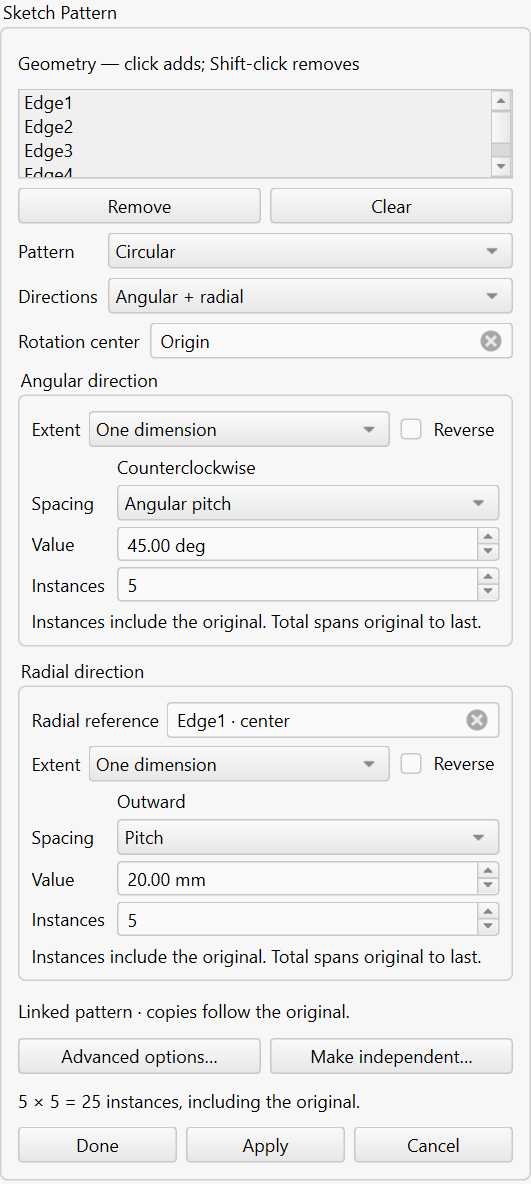 Sketch Pattern
Geometry — click adds; Shift-click removes
Edge1
Edge2
Edge3
Edge4
Remove Clear
Pattern Circular
Directions Angular + radial
Rotation center Origin
Angular direction
Extent One dimension Reverse
Counterclockwise
Spacing Angular pitch
Value 45.00 deg
Instances 5
Instances include the original. Total spans original to last.
Radial direction
Radial reference Edge1 · center
Extent One dimension Reverse
Outward
Spacing Pitch
Value 20.00 mm
Instances 5
Instances include the original. Total spans original to last.
Linked pattern · copies follow the original.
Advanced options... Make independent...
5 × 5 = 25 instances, including the original.
Done Apply Cancel